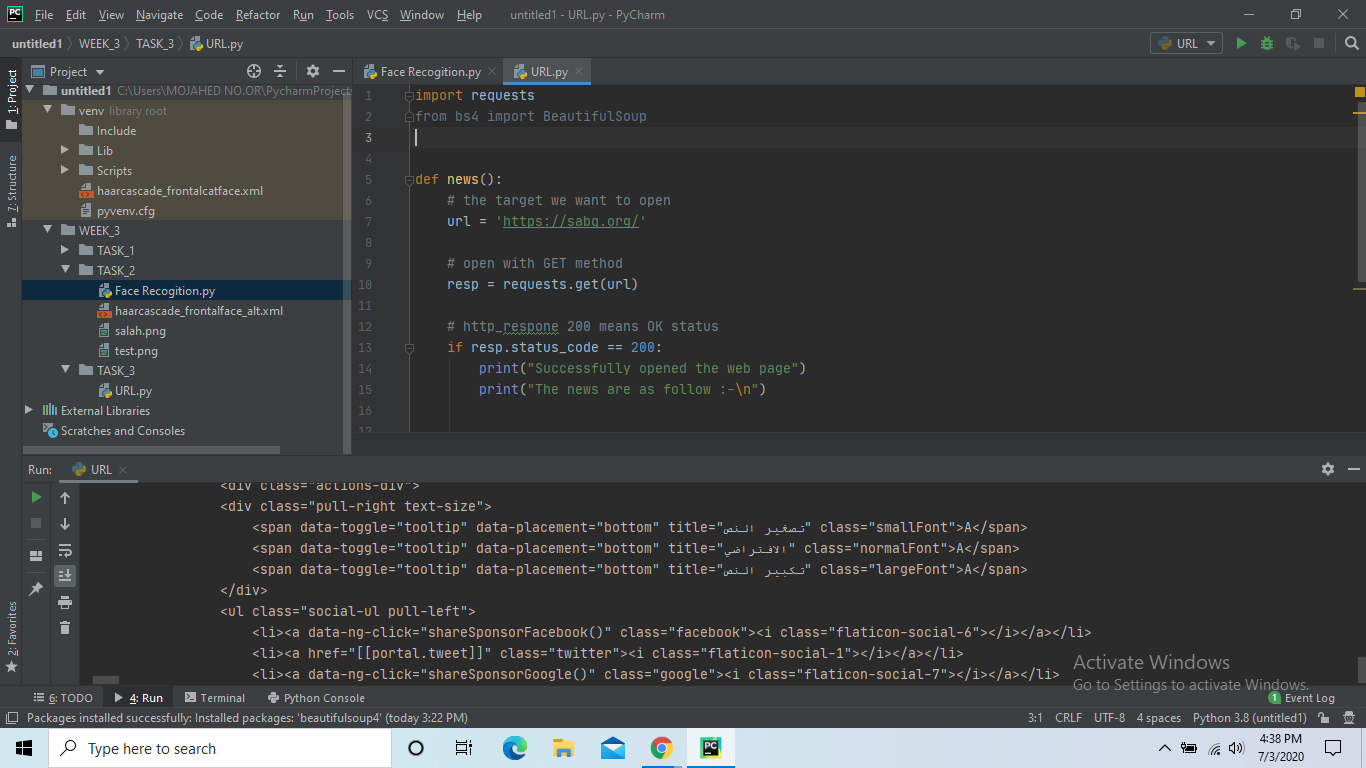 File Edit View Navigate Code Refactor Run Tools VCS Window Help untitled1 - URL.py - PyCharm
untitled1 WEEK_3 TASK_3 URL.py URL
1: Project
7: Structure
2: Favorites
Project
untitled1 C:\Users\MOJAHED NO.OR\PycharmProjects
venv library root
Include
Lib
Scripts
haarcascade_frontalcatface.xml
pyvenv.cfg
WEEK_3
TASK_1
TASK_2
Face Recogition.py
haarcascade_frontalface_alt.xml
salah.png
test.png
TASK_3
URL.py
External Libraries
Scratches and Consoles
Face Recogition.py URL.py
1 import requests
2 from bs4 import BeautifulSoup
3
4
5 def news():
6 # the target we want to open
7 url = 'https://sabq.org/'
8
9 # open with GET method
10 resp = requests.get(url)
11
12 # http_respone 200 means OK status
13 if resp.status_code == 200:
14 print("Successfully opened the web page")
15 print("The news are as follow :-\n")
16
17
Run: URL
<div class="actions-div">
<div class="pull-right text-size">
<span data-toggle="tooltip" data-placement="bottom" title="تصغير النص" class="smallFont">A</span>
<span data-toggle="tooltip" data-placement="bottom" title="الافتراضي" class="normalFont">A</span>
<span data-toggle="tooltip" data-placement="bottom" title="تكبير النص" class="largeFont">A</span>
</div>
<ul class="social-ul pull-left">
<li><a data-ng-click="shareSponsorFacebook()" class="facebook"><i class="flaticon-social-6"></i></a></li>
<li><a href="[[portal.tweet]]" class="twitter"><i class="flaticon-social-1"></i></a></li>
<li><a data-ng-click="shareSponsorGoogle()" class="google"><i class="flaticon-social-7"></i></a></li>
Activate Windows
Go to Settings to activate Windows.
6: TODO 4: Run Terminal Python Console 1 Event Log
Packages installed successfully: Installed packages: 'beautifulsoup4' (today 3:22 PM) 3:1 CRLF UTF-8 4 spaces Python 3.8 (untitled1)
Type here to search
4:38 PM
7/3/2020